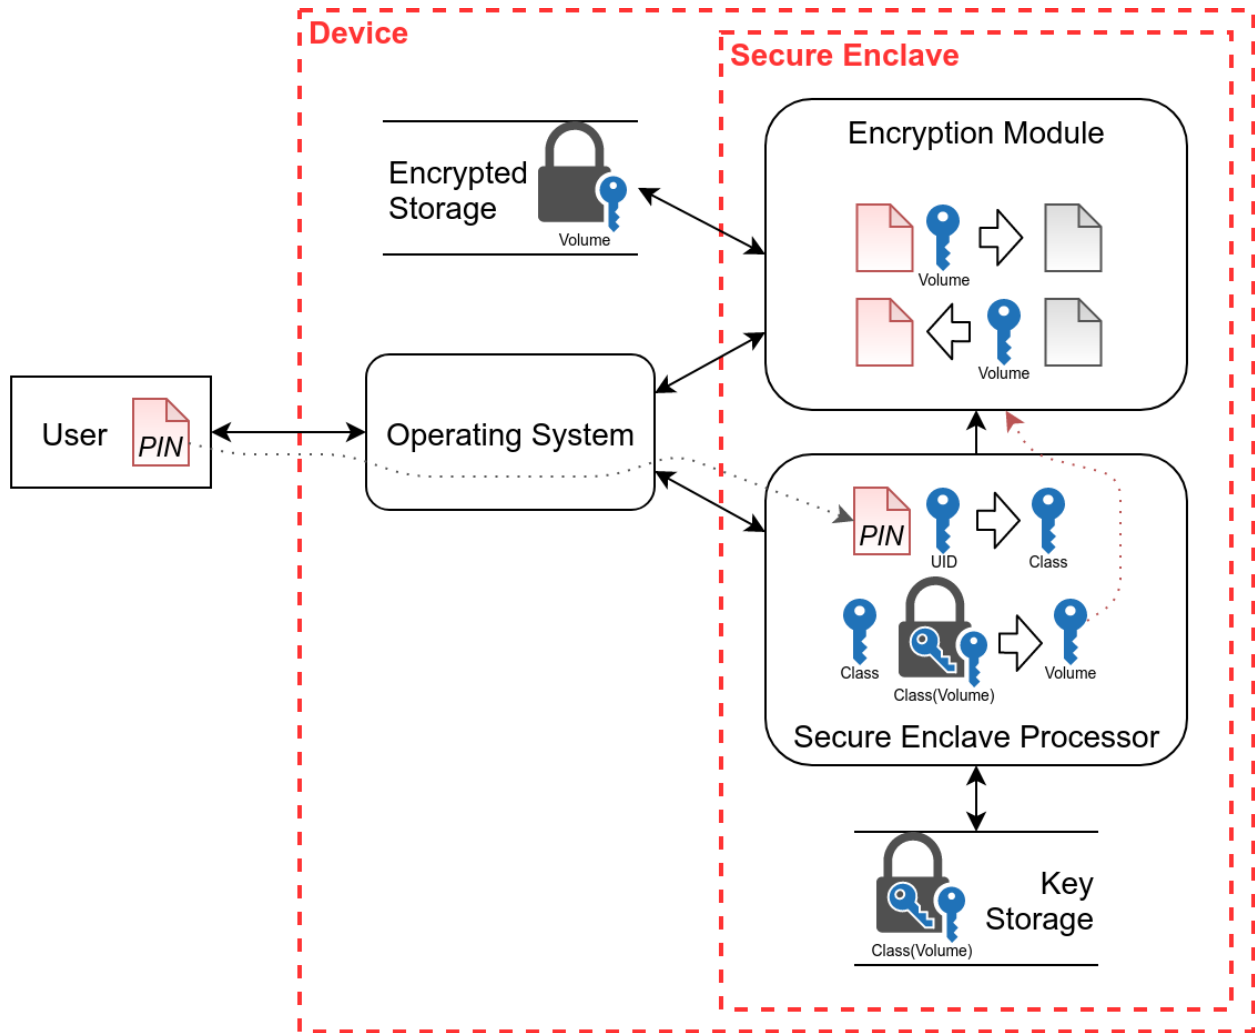 Device
Secure Enclave
Encryption Module
Encrypted
Storage
Volume
Volume
Volume
User
PIN
Operating System
PIN
UID
Class
Class
Class(Volume)
Volume
Secure Enclave Processor
Key
Storage
Class(Volume)